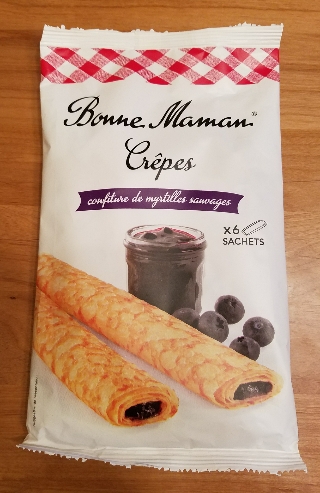 Bonne Maman®
Crêpes
confiture de myrtilles sauvages
x6
SACHETS